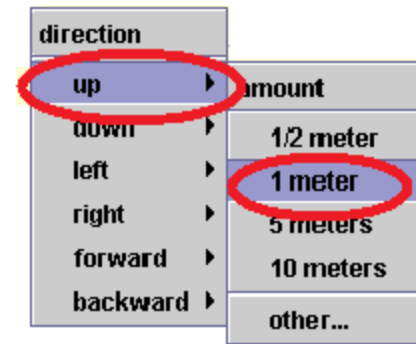 direction
up
down
left
right
forward
backward
amount
1/2 meter
1 meter
5 meters
10 meters
other...